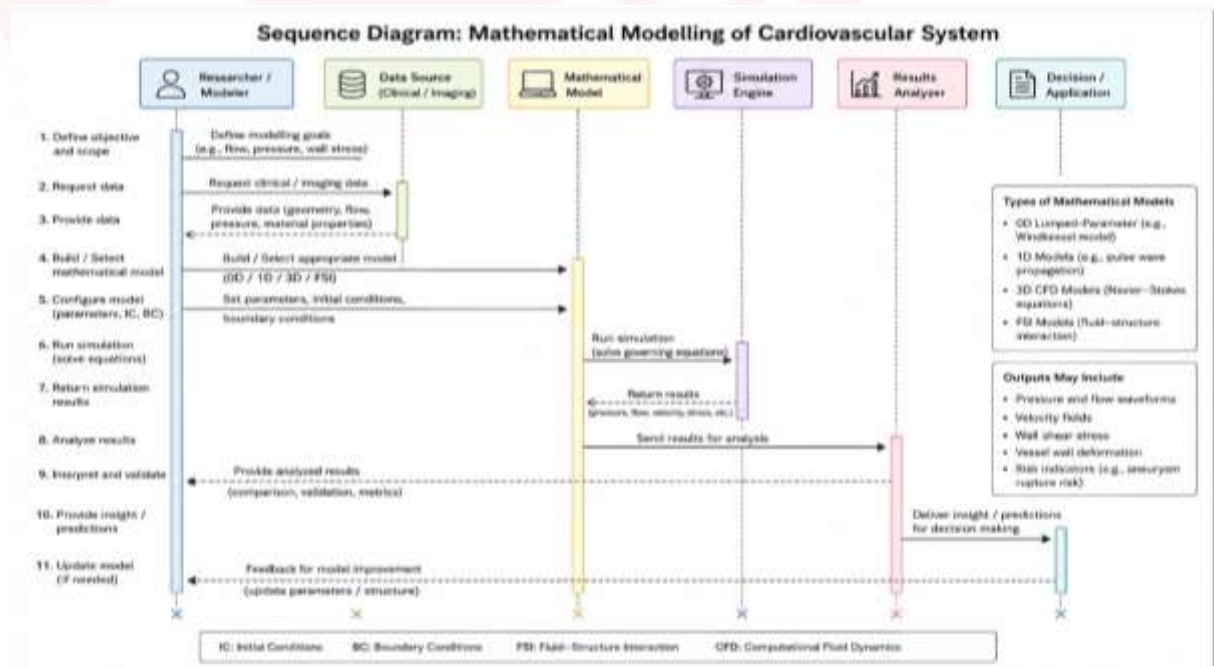 Sequence Diagram: Mathematical Modelling of Cardiovascular System
Researcher /
Modeler
Data Source
(Clinical / Imaging)
Mathematical
Model
Simulation
Engine
Results
Analyzer
Decision /
Application
1. Define objective
and scope
Define modelling goals
(e.g., flow, pressure, wall stress)
2. Request data
Request clinical / imaging data
3. Provide data
Provide data (geometry, flow,
pressure, material properties)
4. Build / Select
mathematical model
Build / Select appropriate model
(0D / 1D / 3D / FSI)
5. Configure model
(parameters, IC, BC)
Set parameters, initial conditions,
boundary conditions
6. Run simulation
(solve equations)
Run simulation
(solve governing equations)
7. Return simulation
results
Return results
(pressure, flow, velocity, stress, etc.)
8. Analyze results
Send results for analysis
9. Interpret and validate
Provide analyzed results
(comparison, validation, metrics)
10. Provide insight /
predictions
Deliver insight / predictions
for decision making
11. Update model
(if needed)
Feedback for model improvement
(update parameters / structure)
Types of Mathematical Models
• 0D Lumped-Parameter (e.g.,
Windkessel model)
• 1D Models (e.g., pulse wave
propagation)
• 3D CFD Models (Navier–Stokes
equations)
• FSI Models (fluid–structure
interaction)
Outputs May Include
• Pressure and flow waveforms
• Velocity fields
• Wall shear stress
• Vessel wall deformation
• Risk indicators (e.g., aneurysm
rupture risk)
IC: Initial Conditions BC: Boundary Conditions FSI: Fluid–Structure Interaction CFD: Computational Fluid Dynamics